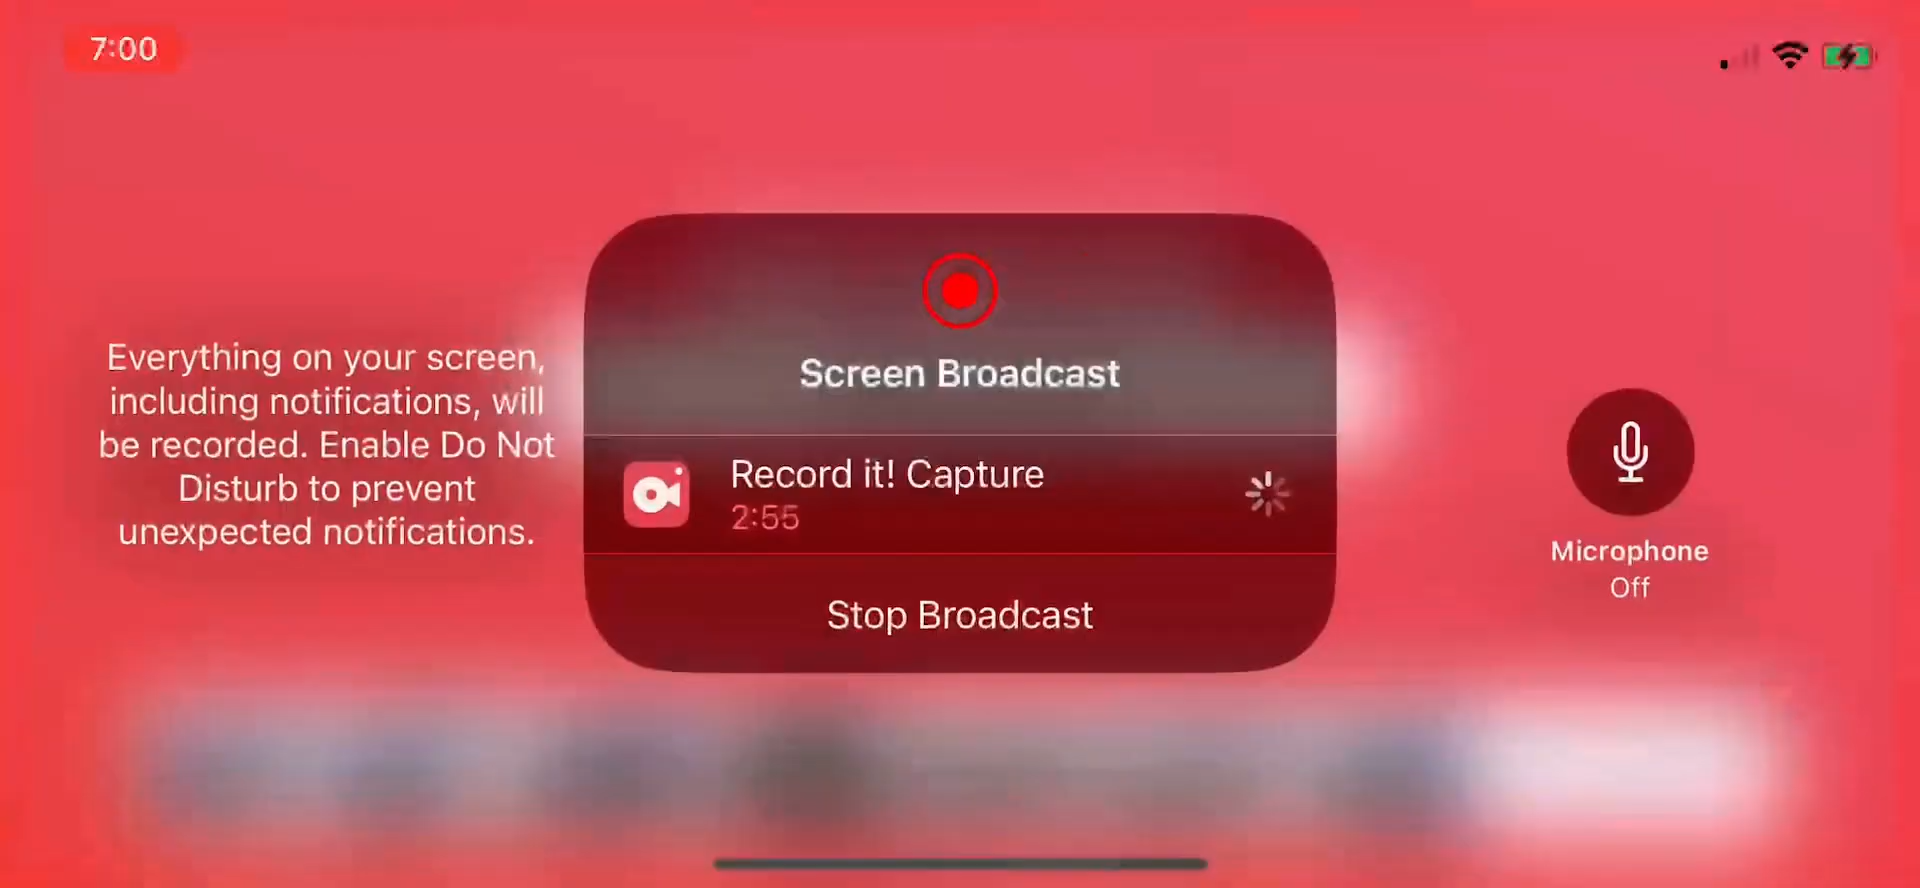 7:00
Everything on your screen,
including notifications, will
be recorded. Enable Do Not
Disturb to prevent
unexpected notifications.
Screen Broadcast
Record it! Capture
2:55
Stop Broadcast
Microphone
Off